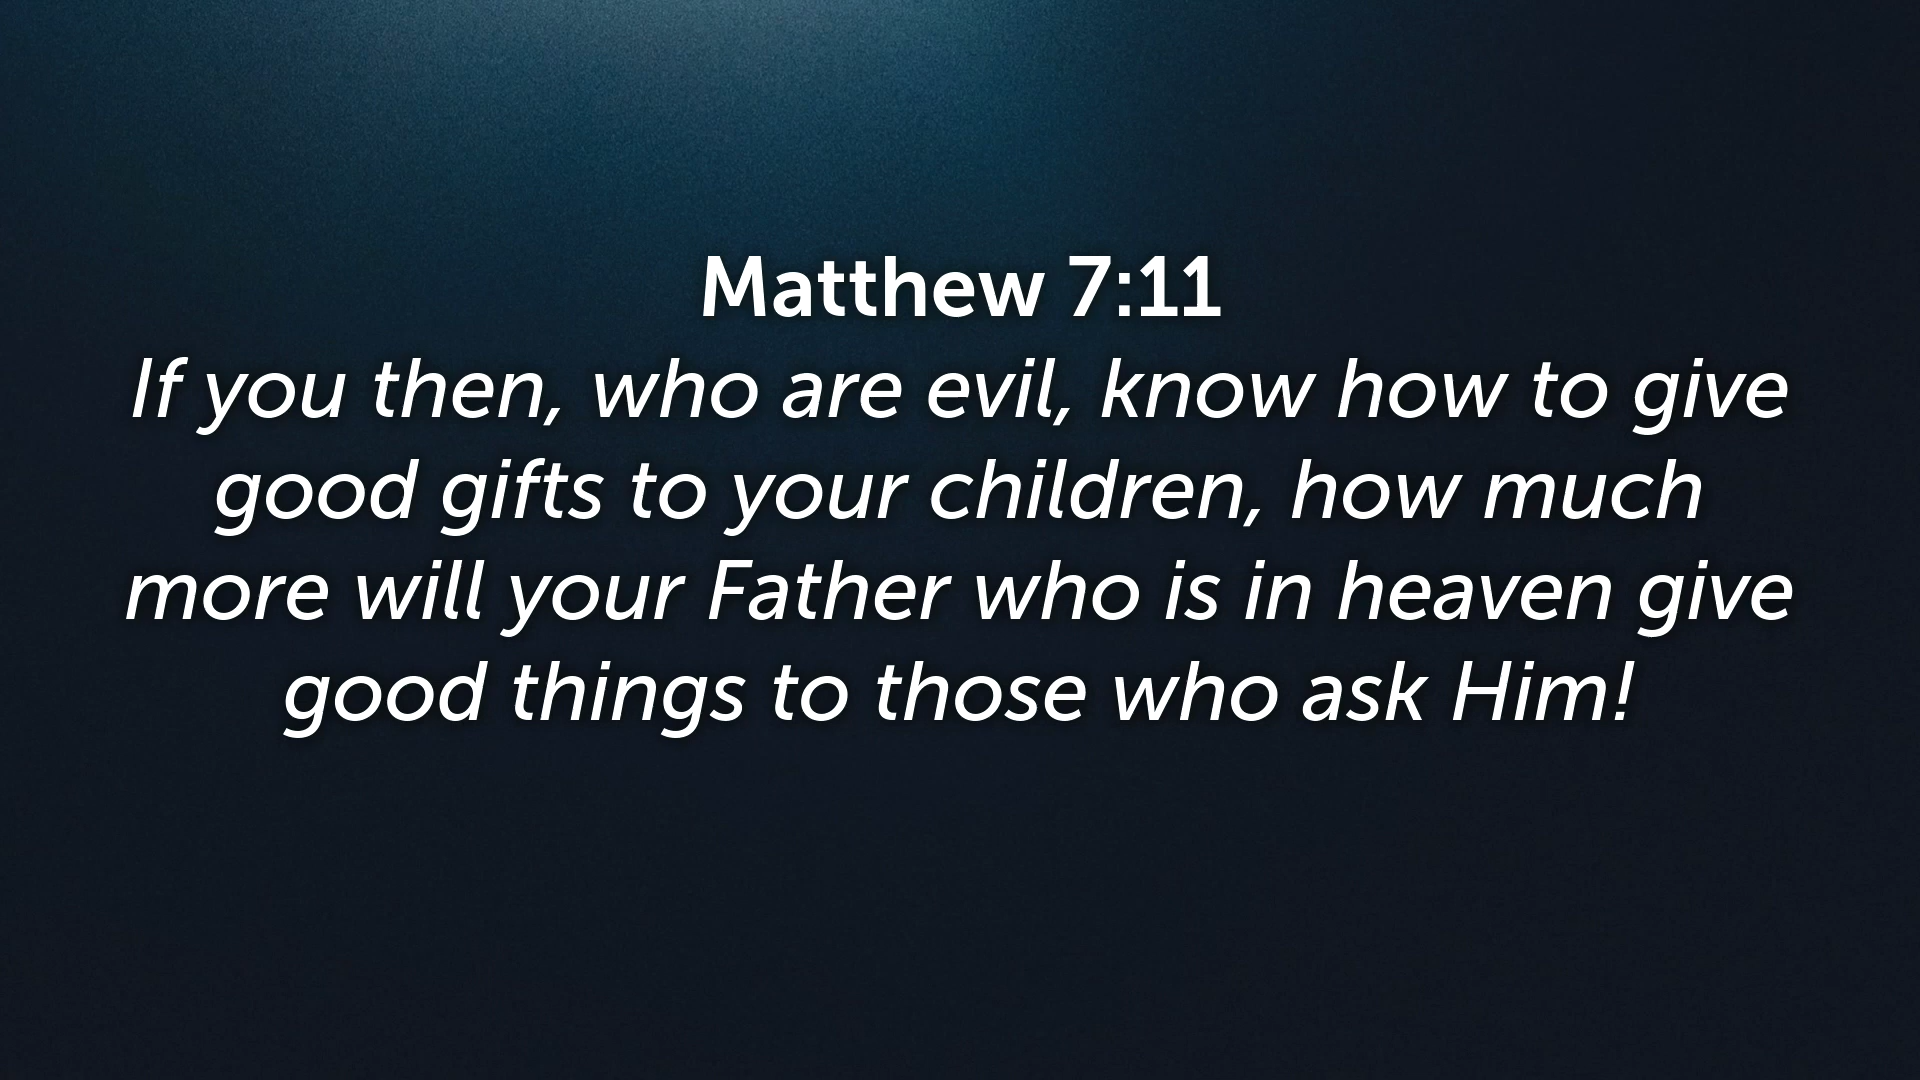 Matthew 7:11
If you then, who are evil, know how to give
good gifts to your children, how much
more will your Father who is in heaven give
good things to those who ask Him!